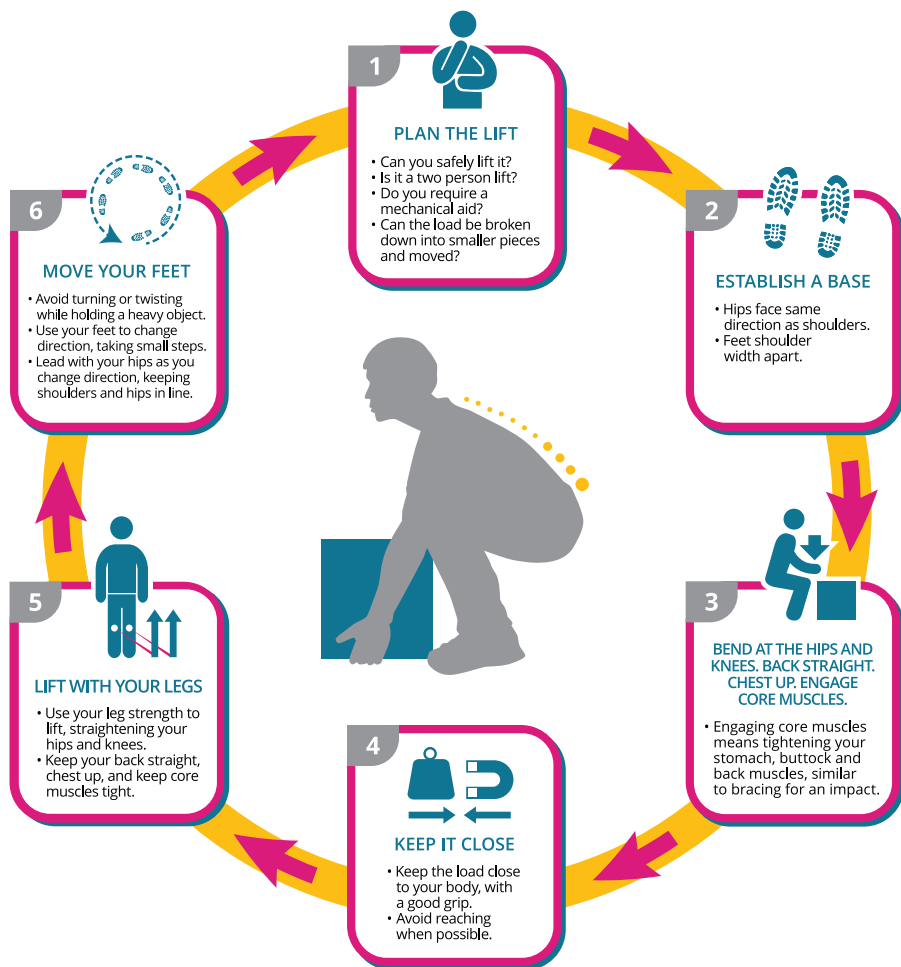 1
PLAN THE LIFT
• Can you safely lift it?
• Is it a two person lift?
• Do you require a
mechanical aid?
• Can the load be broken
down into smaller pieces
and moved?
2
ESTABLISH A BASE
• Hips face same
direction as shoulders.
• Feet shoulder
width apart.
3
BEND AT THE HIPS AND
KNEES. BACK STRAIGHT.
CHEST UP. ENGAGE
CORE MUSCLES.
• Engaging core muscles
means tightening your
stomach, buttock and
back muscles, similar
to bracing for an impact.
4
KEEP IT CLOSE
• Keep the load close
to your body, with
a good grip.
• Avoid reaching
when possible.
5
LIFT WITH YOUR LEGS
• Use your leg strength to
lift, straightening your
hips and knees.
• Keep your back straight,
chest up, and keep core
muscles tight.
6
MOVE YOUR FEET
• Avoid turning or twisting
while holding a heavy object.
• Use your feet to change
direction, taking small steps.
• Lead with your hips as you
change direction, keeping
shoulders and hips in line.